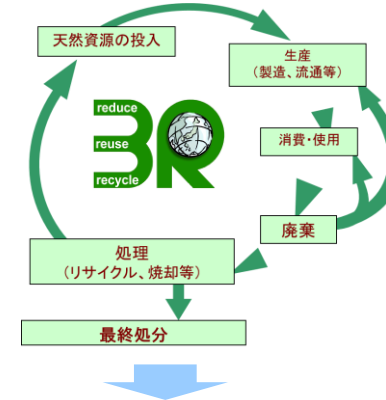 天然資源の投入
生産
(製造、流通等)
reduce
reuse
recycle
3R
消費・使用
廃棄
処理
(リサイクル、焼却等)
最終処分